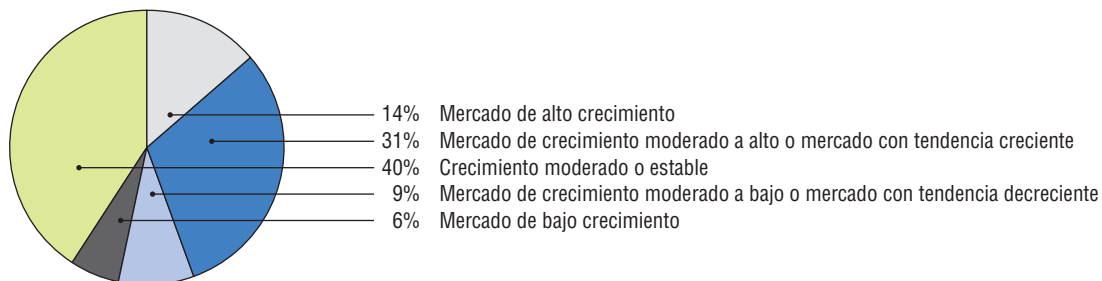 14% Mercado de alto crecimiento
31% Mercado de crecimiento moderado a alto o mercado con tendencia creciente
40% Crecimiento moderado o estable
9% Mercado de crecimiento moderado a bajo o mercado con tendencia decreciente
6% Mercado de bajo crecimiento